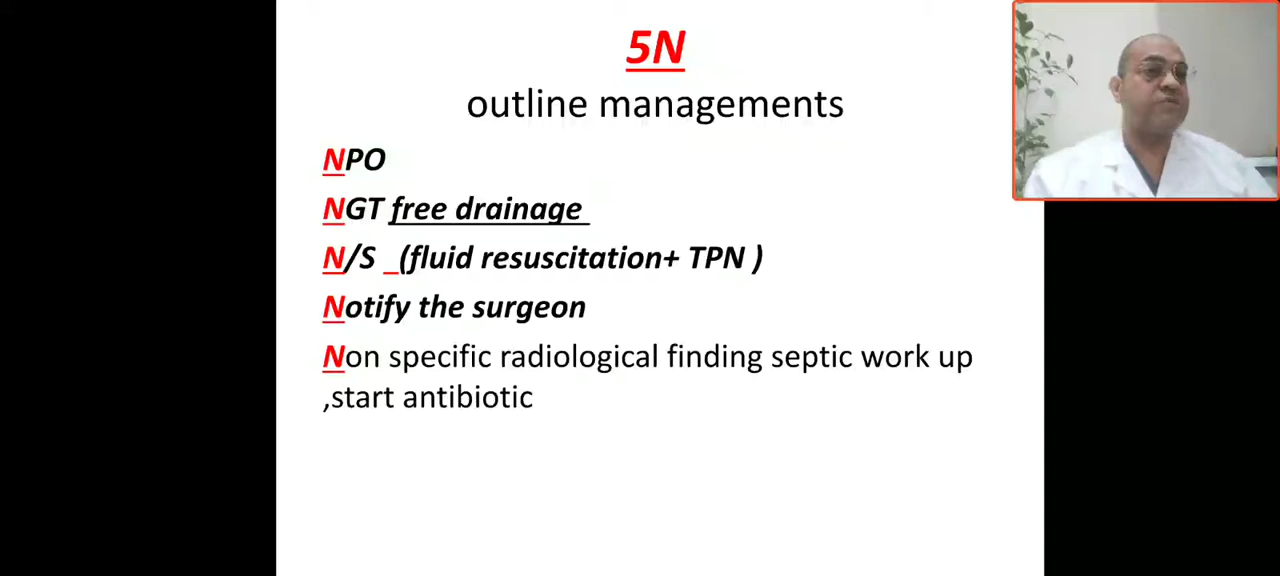 5N
outline managements
NPO
NGT free drainage
N/S _(fluid resuscitation+ TPN )
Notify the surgeon
Non specific radiological finding septic work up
,start antibiotic